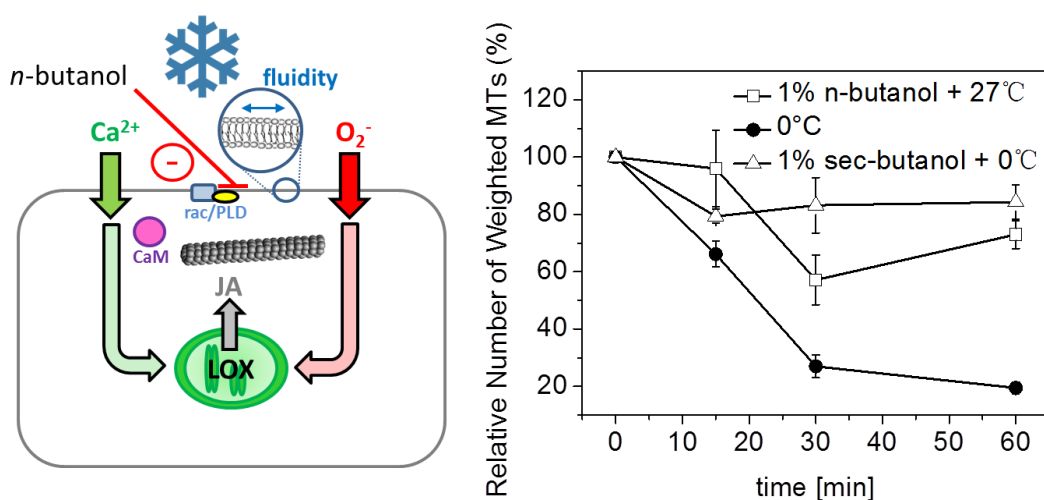 n-butanol
fluidity
Ca2+
O2-
−
rac/PLD
CaM
JA
LOX
Relative Number of Weighted MTs (%)
120
100
80
60
40
20
1% n-butanol + 27℃
0°C
1% sec-butanol + 0℃
0 10 20 30 40 50 60
time [min]